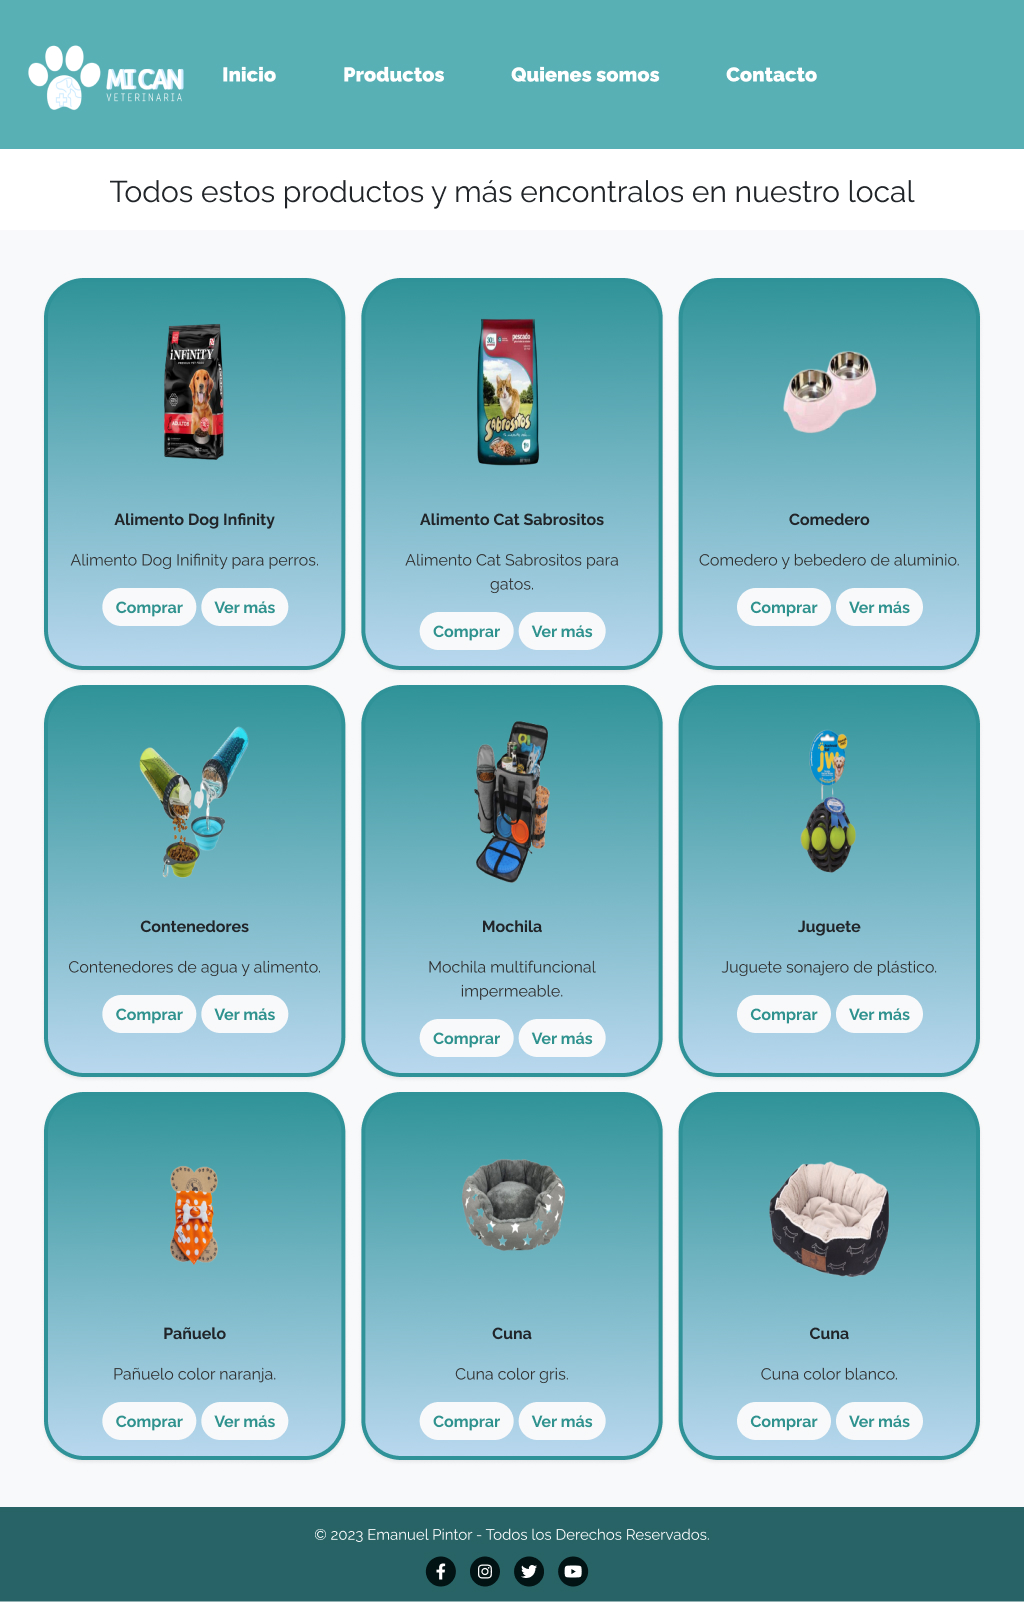 MI CAN
VETERINARIA
Inicio
Productos
Quienes somos
Contacto
Todos estos productos y más encontralos en nuestro local
INFINITY
ADULTOS
pescado
Sabrositos
jw
Alimento Dog Infinity
Alimento Dog Inifinity para perros.
Comprar
Ver más
Alimento Cat Sabrositos
Alimento Cat Sabrositos para
gatos.
Comprar
Ver más
Comedero
Comedero y bebedero de aluminio.
Comprar
Ver más
Contenedores
Contenedores de agua y alimento.
Comprar
Ver más
Mochila
Mochila multifuncional
impermeable.
Comprar
Ver más
Juguete
Juguete sonajero de plástico.
Comprar
Ver más
Pañuelo
Pañuelo color naranja.
Comprar
Ver más
Cuna
Cuna color gris.
Comprar
Ver más
Cuna
Cuna color blanco.
Comprar
Ver más
© 2023 Emanuel Pintor - Todos los Derechos Reservados.